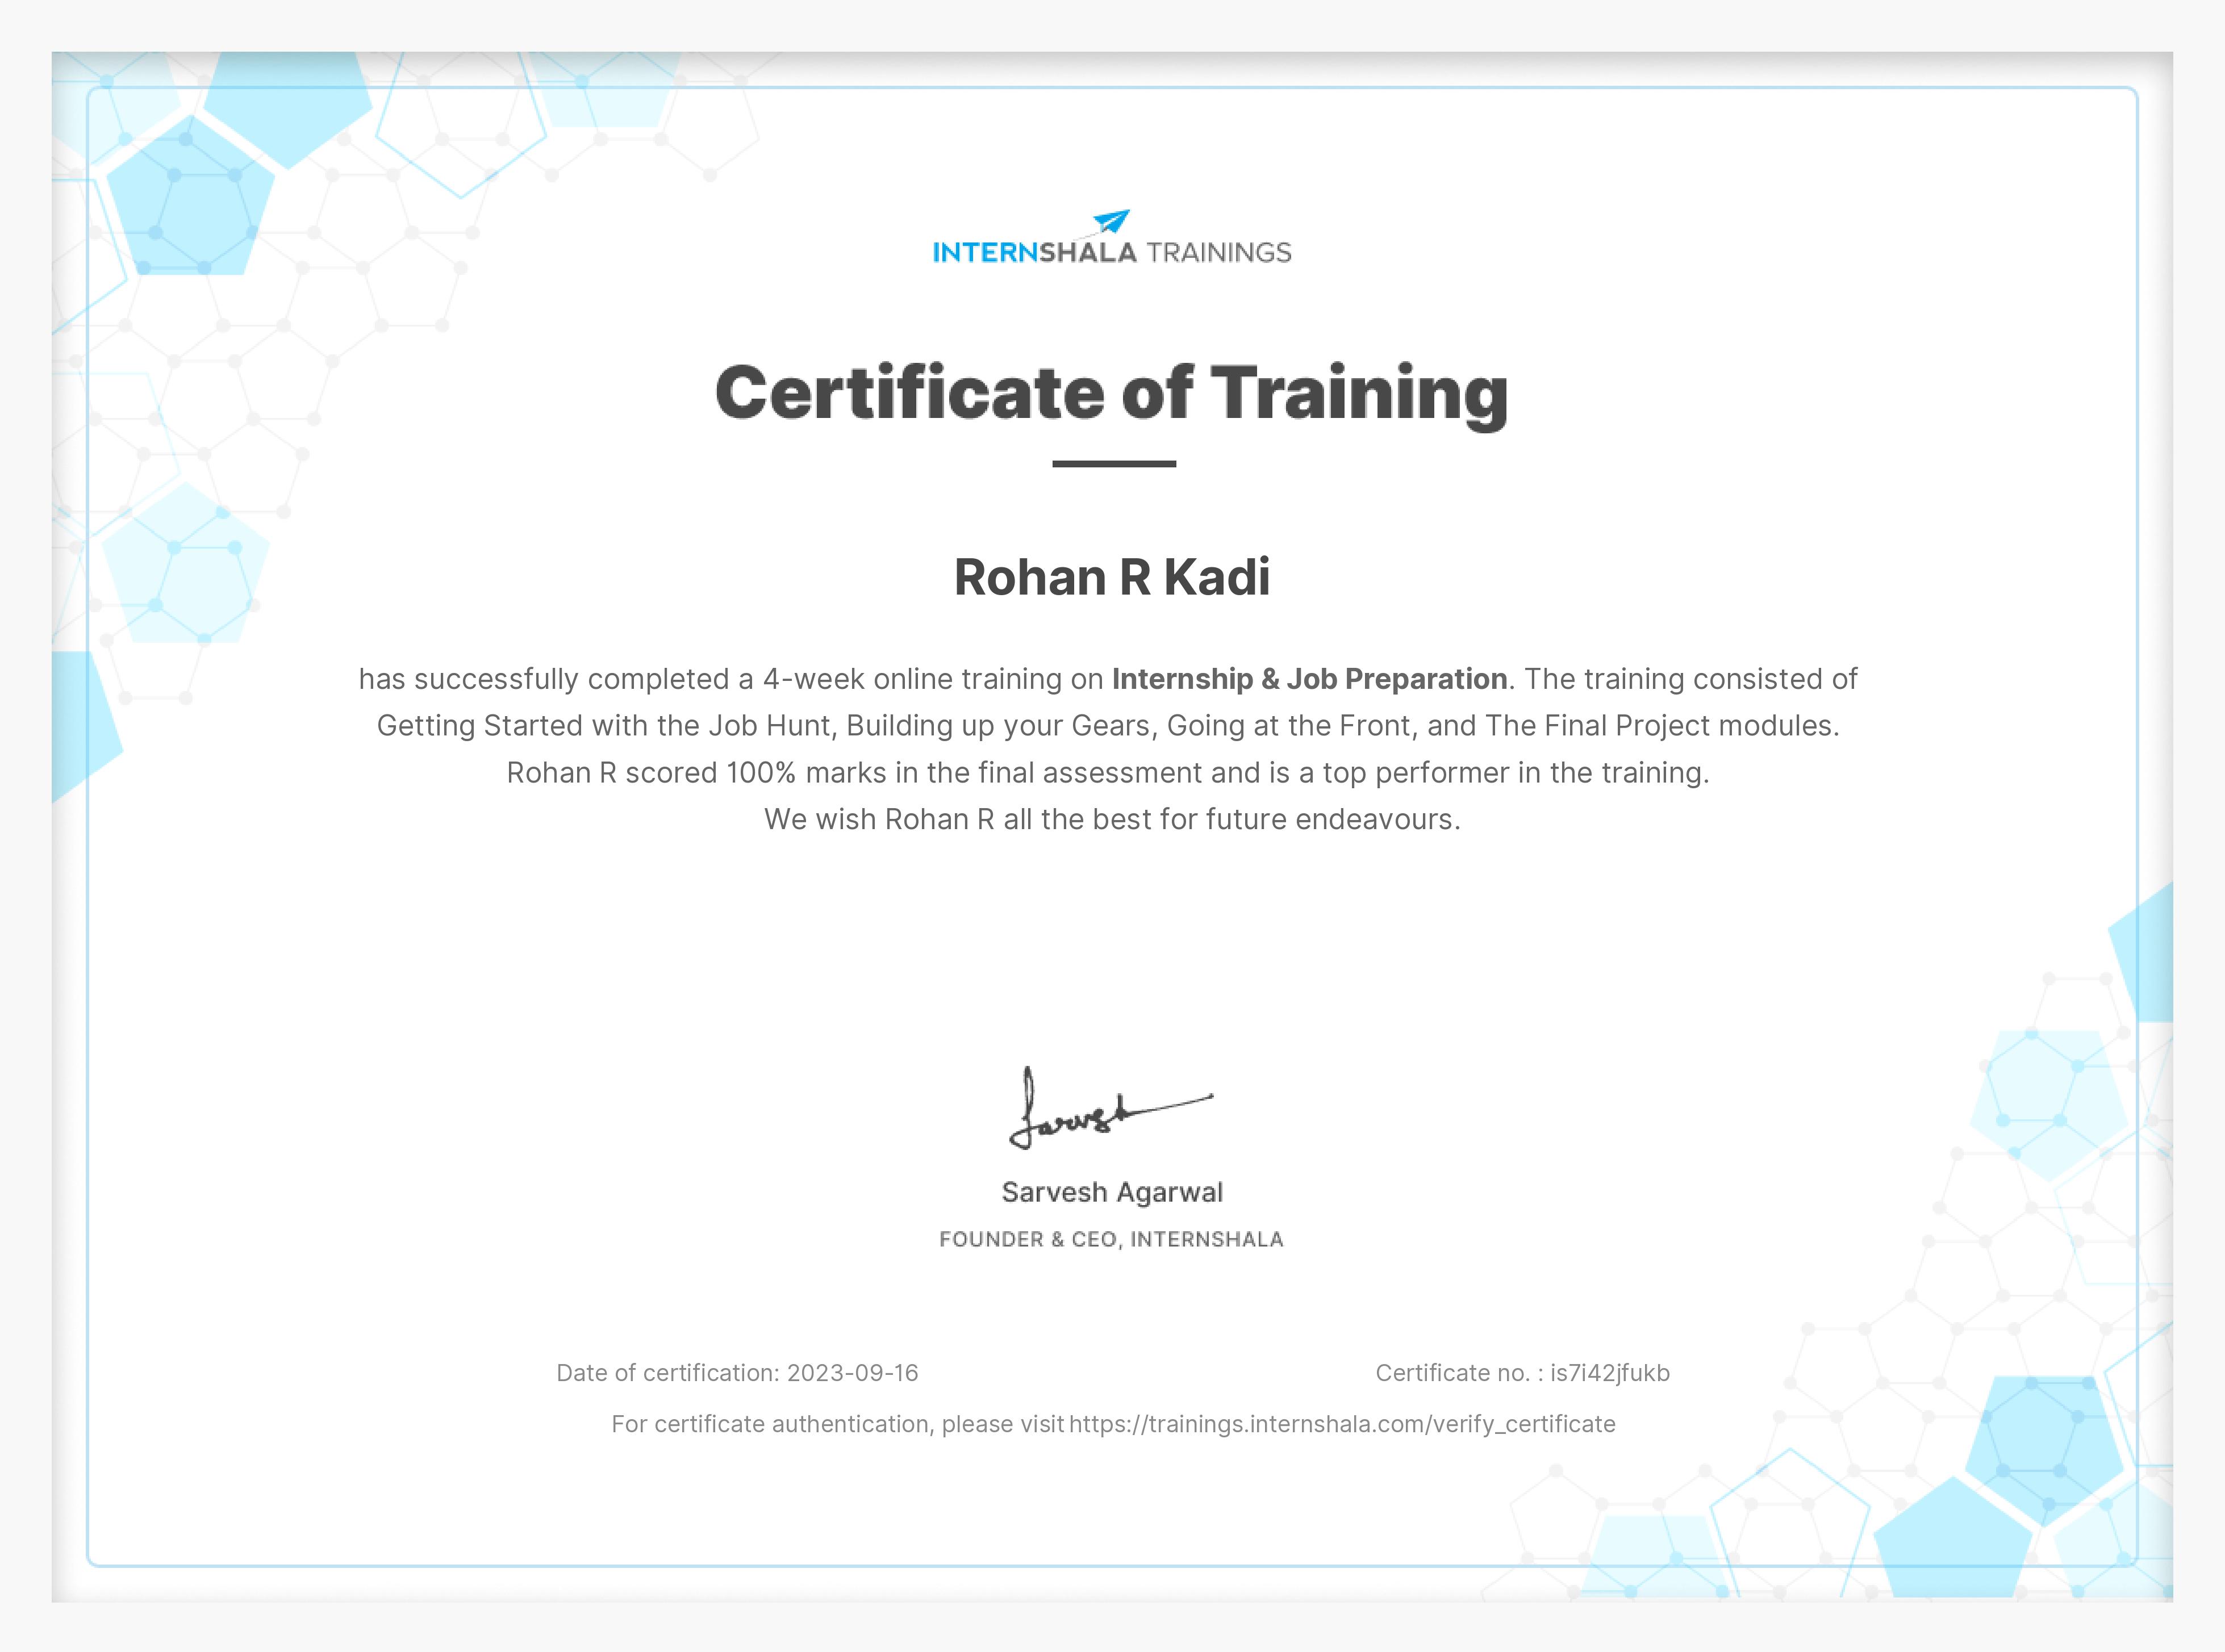 INTERNSHALA TRAININGS
Certificate of Training
Rohan R Kadi
has successfully completed a 4-week online training on Internship & Job Preparation. The training consisted of
Getting Started with the Job Hunt, Building up your Gears, Going at the Front, and The Final Project modules.
Rohan R scored 100% marks in the final assessment and is a top performer in the training.
We wish Rohan R all the best for future endeavours.
Sarvesh
Sarvesh Agarwal
FOUNDER & CEO, INTERNSHALA
Date of certification: 2023-09-16 Certificate no. : is7i42jfukb
For certificate authentication, please visit https://trainings.internshala.com/verify_certificate